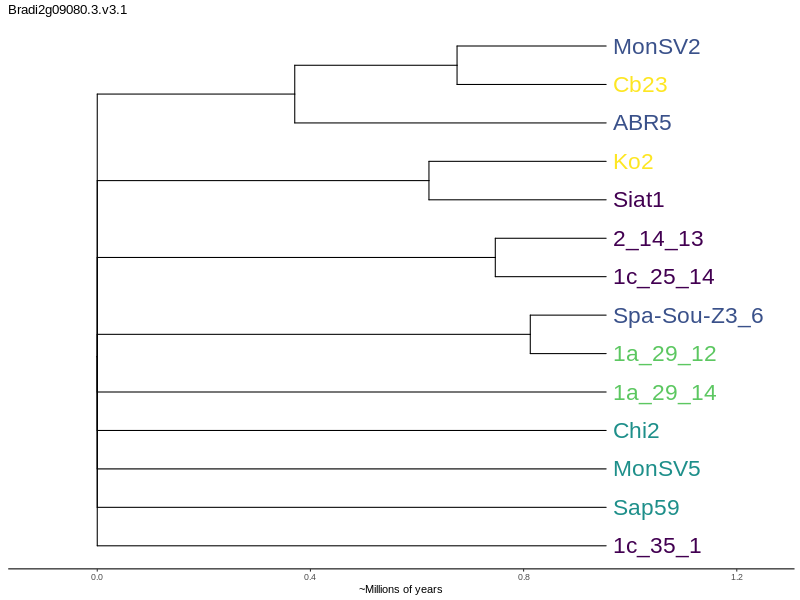 Bradi2g09080.3.v3.1
MonSV2
Cb23
ABR5
Ko2
Siat1
2_14_13
1c_25_14
Spa-Sou-Z3_6
1a_29_12
1a_29_14
Chi2
MonSV5
Sap59
1c_35_1
0.0 0.4 0.8 1.2
~Millions of years